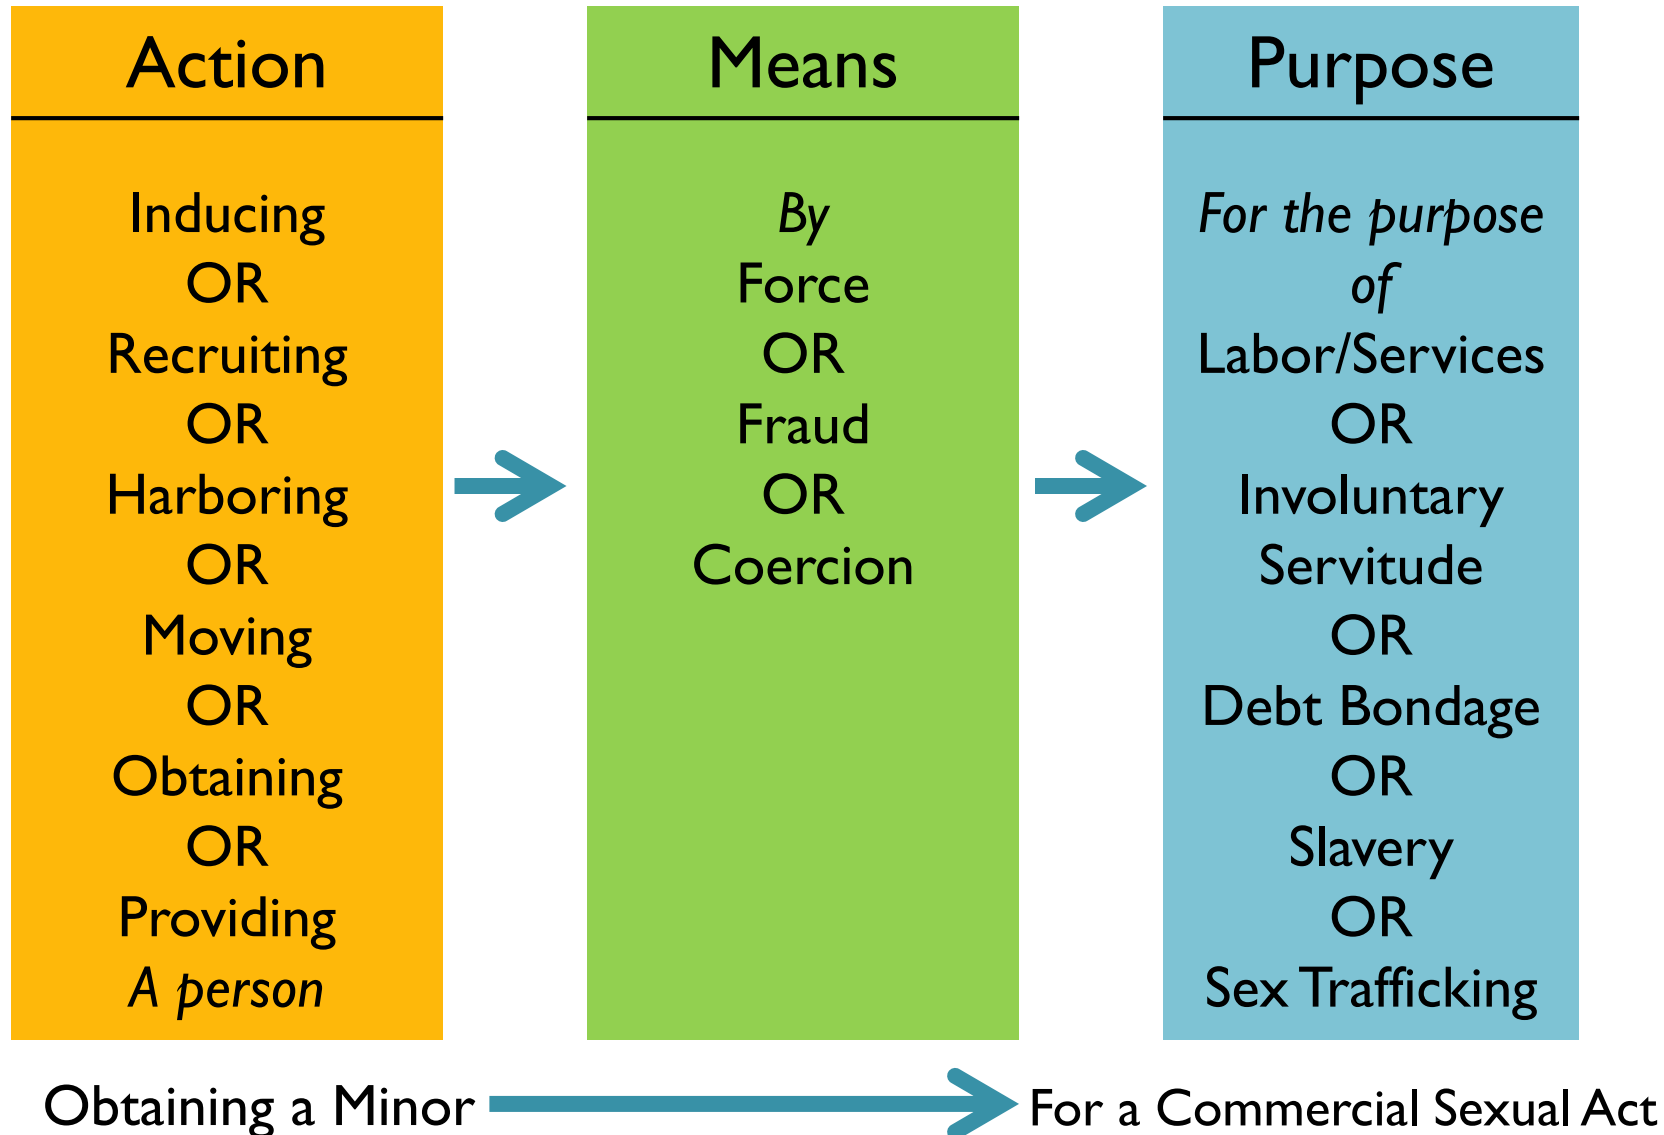 Action
Inducing
OR
Recruiting
OR
Harboring
OR
Moving
OR
Obtaining
OR
Providing
A person
Means
By
Force
OR
Fraud
OR
Coercion
Purpose
For the purpose
of
Labor/Services
OR
Involuntary
Servitude
OR
Debt Bondage
OR
Slavery
OR
Sex Trafficking
Obtaining a Minor
For a Commercial Sexual Act